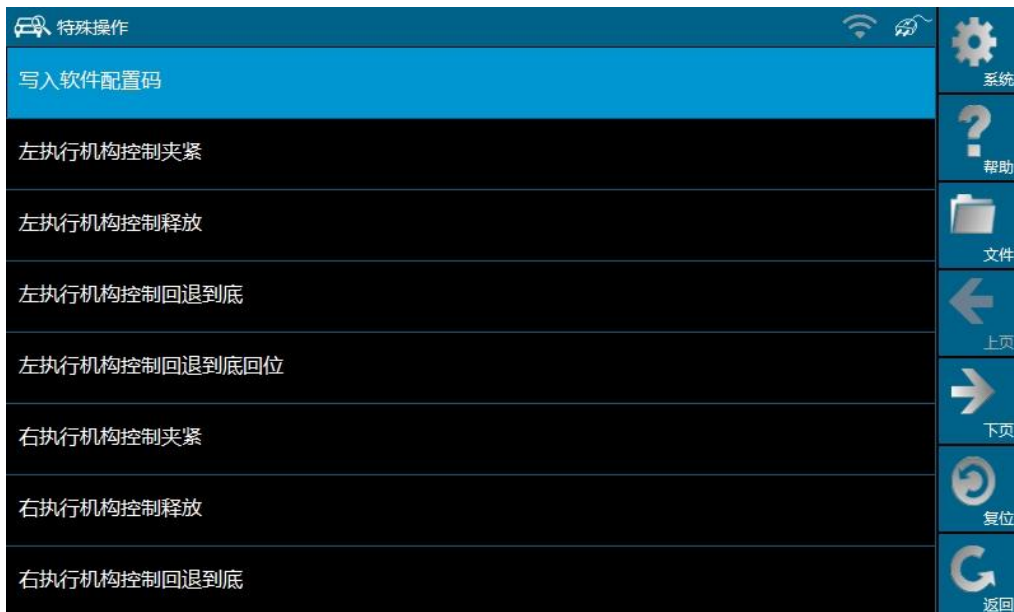 特殊操作
写入软件配置码
左执行机构控制夹紧
左执行机构控制释放
左执行机构控制回退到底
左执行机构控制回退到底回位
右执行机构控制夹紧
右执行机构控制释放
右执行机构控制回退到底
系统
帮助
文件
上页
下页
复位
返回